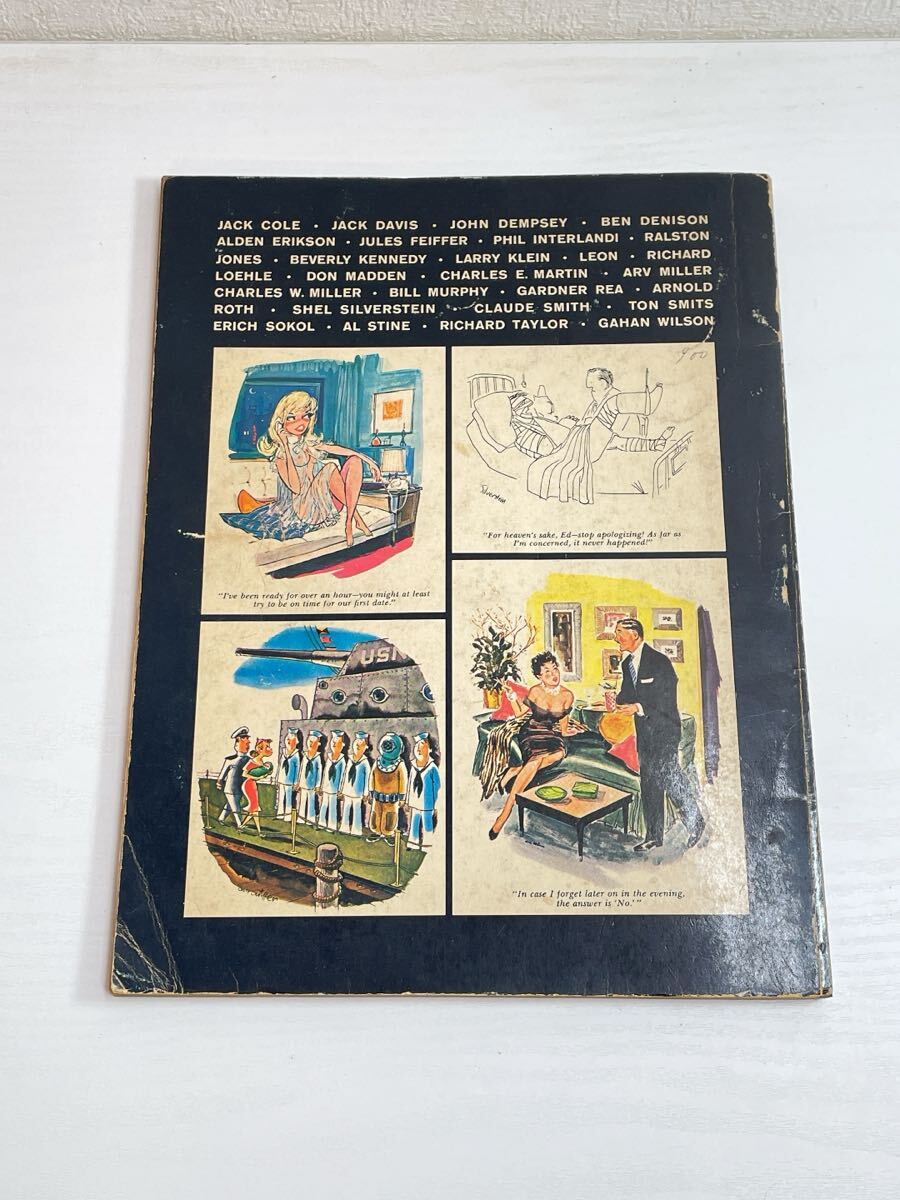 JACK COLE • JACK DAVIS • JOHN DEMPSEY • BEN DENISON
ALDEN ERIKSON • JULES FEIFFER • PHIL INTERLANDI • RALSTON
JONES • BEVERLY KENNEDY • LARRY KLEIN • LEON • RICHARD
LOEHLE • DON MADDEN • CHARLES E. MARTIN • ARV MILLER
CHARLES W. MILLER • BILL MURPHY • GARDNER REA • ARNOLD
ROTH • SHEL SILVERSTEIN • CLAUDE SMITH • TON SMITS
ERICH SOKOL • AL STINE • RICHARD TAYLOR • GAHAN WILSON
900
"I've been ready for over an hour—you might at least
try to be on time for our first date."
"For heaven's sake, Ed—stop apologizing! As far as
I'm concerned, it never happened!"
US
"In case I forget later on in the evening,
the answer is 'No.'"